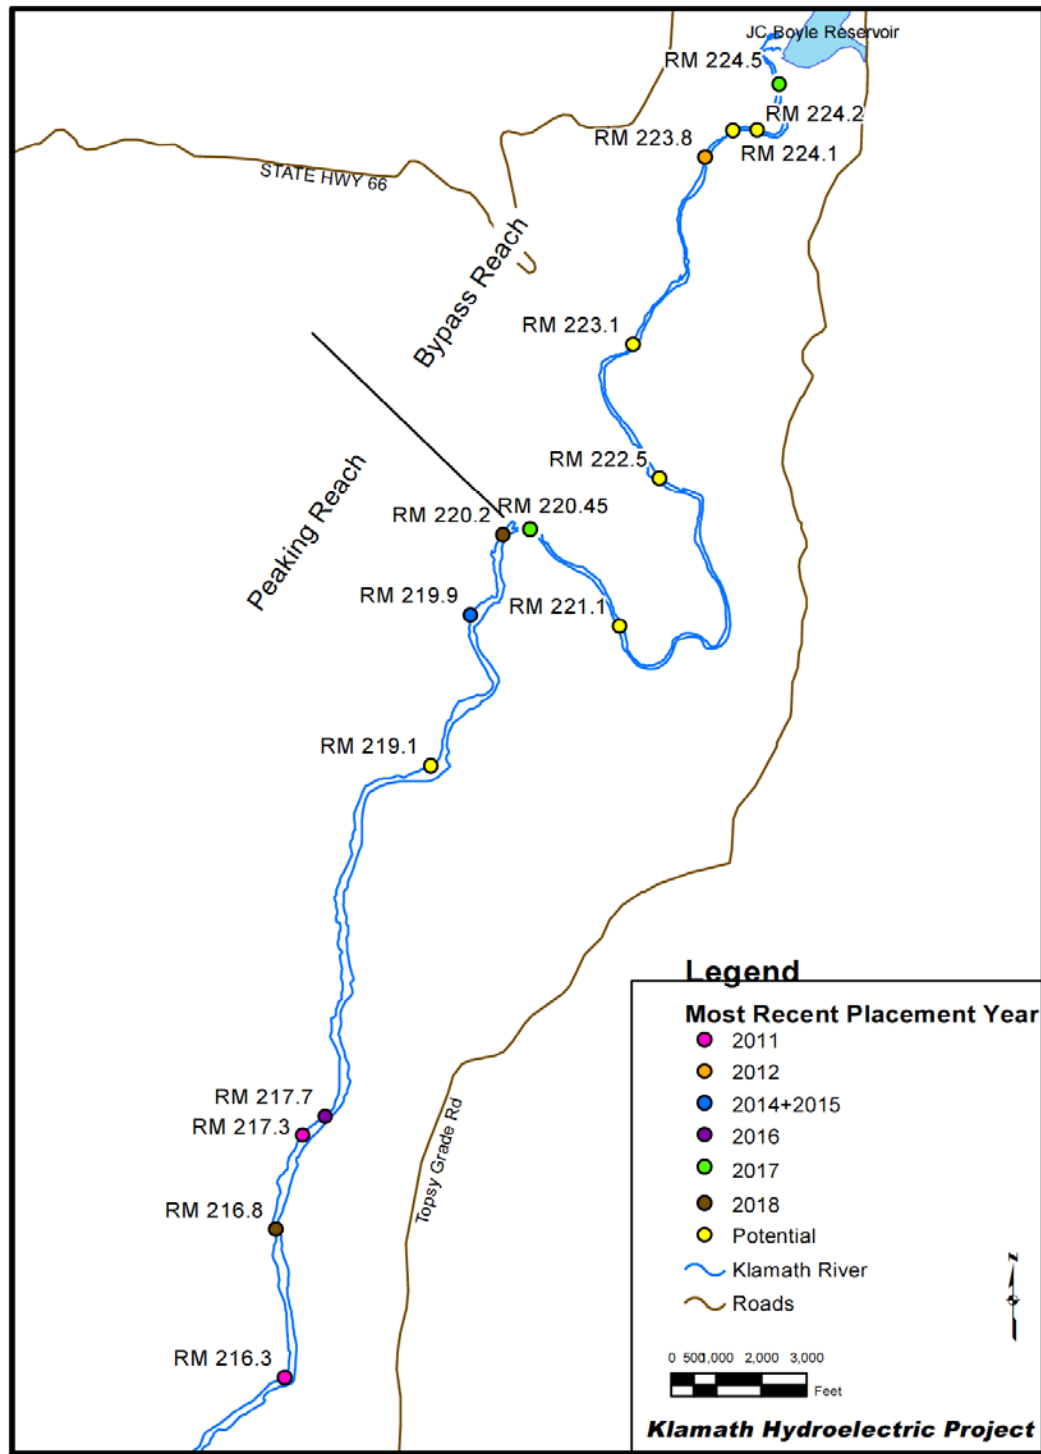 JC Boyle Reservoir
RM 224.5
RM 224.2
RM 223.8
RM 224.1
STATE HWY 66
Bypass Reach
RM 223.1
RM 222.5
Peaking Reach
RM 220.2
RM 220.45
RM 219.9
RM 221.1
RM 219.1
RM 217.7
RM 217.3
Topsy Grade Rd
RM 216.8
RM 216.3
Legend
Most Recent Placement Year
2011
2012
2014+2015
2016
2017
2018
Potential
Klamath River
Roads
N
0 500 1,000 2,000 3,000
Feet
Klamath Hydroelectric Project